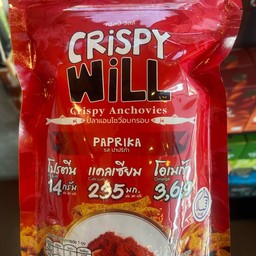 CRISPY
WiLL
Crispy Anchovies
ปลาแอนโชวี่อบกรอบ
PAPRIKA
รส ปาปริก้า
โปรตีน แคลเซียม โอเมก้า
14 กรัม 295 มก. 3,6,9